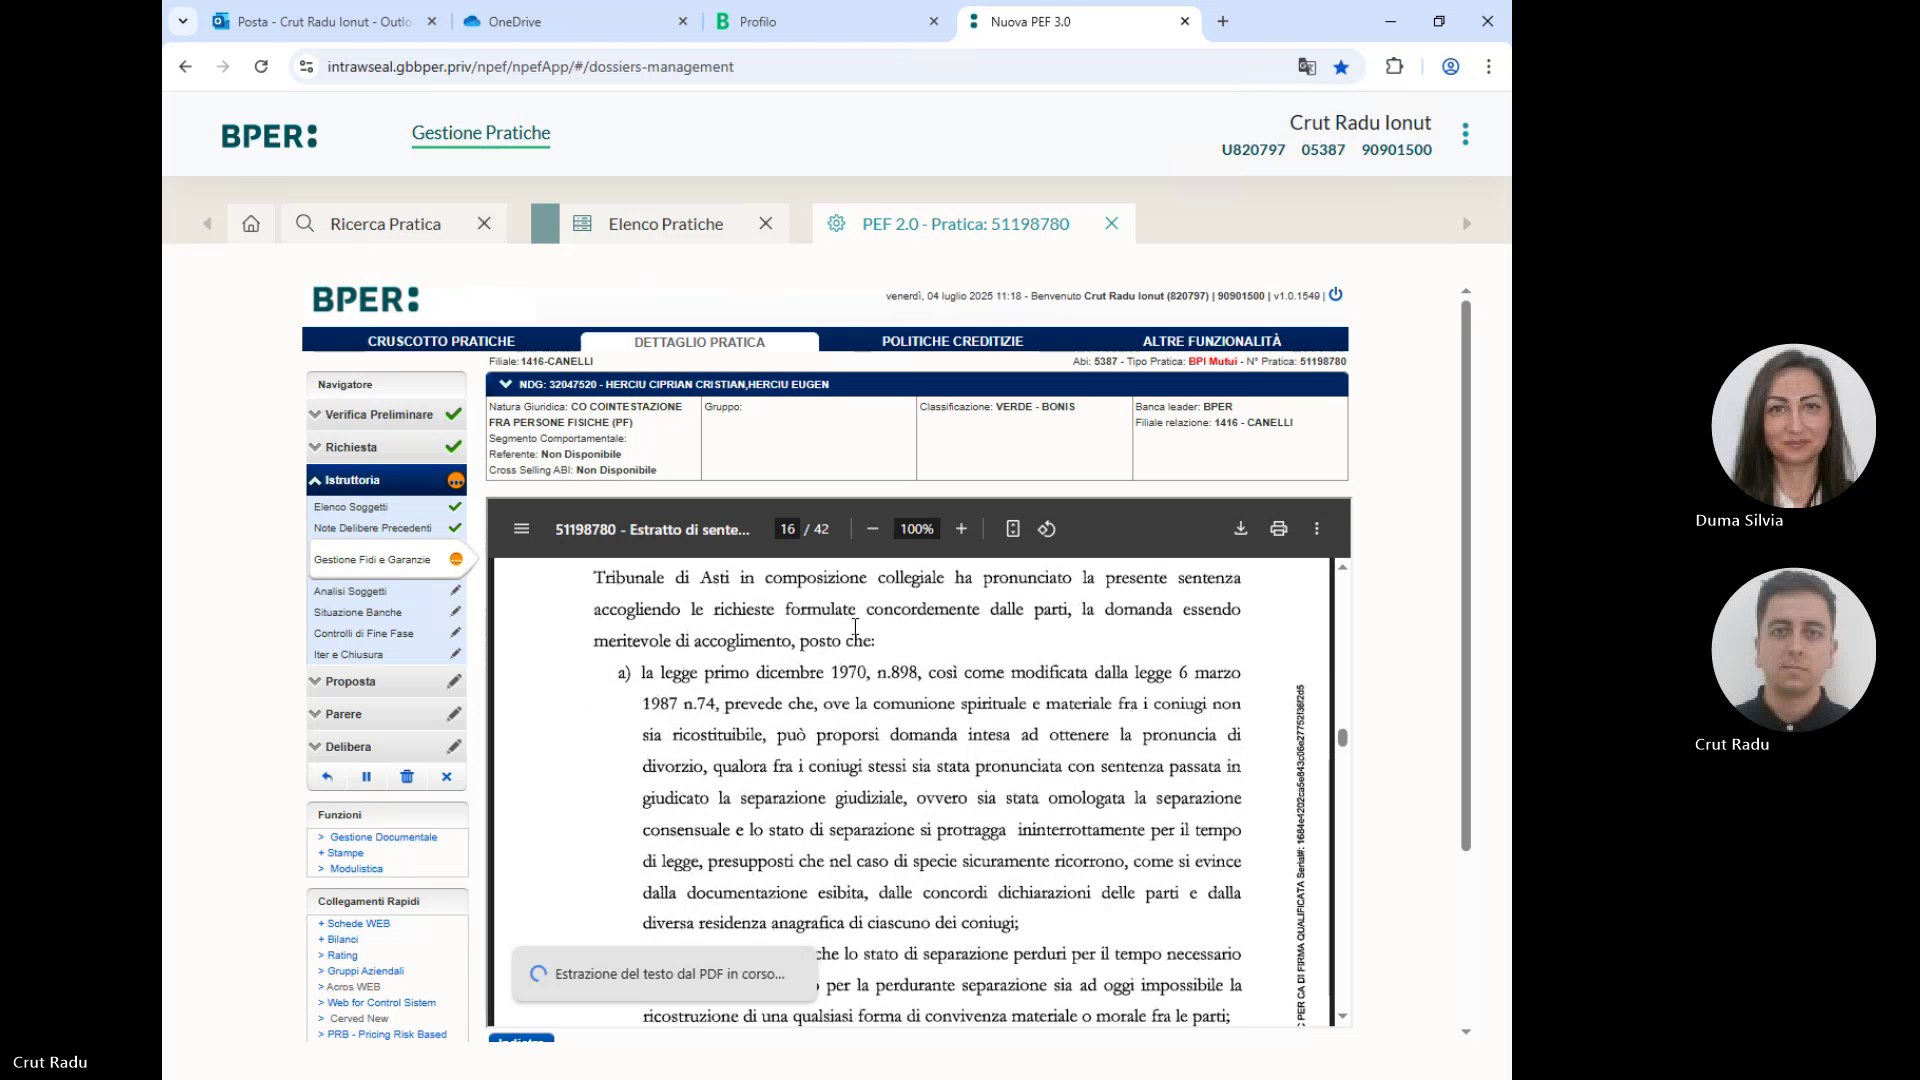 Posta - Crut Radu Ionut - Outlo
OneDrive
Profilo
Nuova PEF 3.0
intrawseal.gbbper.priv/npef/npefApp/#/dossiers-management
BPER:
Gestione Pratiche
Crut Radu Ionut
U820797 05387 90901500
Ricerca Pratica
Elenco Pratiche
PEF 2.0 - Pratica: 51198780
BPER:
venerdì, 04 luglio 2025 11:18 - Benvenuto Crut Radu Ionut (820797) | 90901500 | v1.0.1549 |
CRUSCOTTO PRATICHE
DETTAGLIO PRATICA
POLITICHE CREDITIZIE
ALTRE FUNZIONALITÀ
Filiale: 1416-CANELLI
Abi: 5387 - Tipo Pratica: BPI Mutui - N° Pratica: 51198780
Navigatore
Verifica Preliminare
Richiesta
Istruttoria
Elenco Soggetti
Note Delibere Precedenti
Gestione Fidi e Garanzie
Analisi Soggetti
Situazione Banche
Controlli di Fine Fase
Iter e Chiusura
Proposta
Parere
Delibera
Funzioni
> Gestione Documentale
+ Stampe
> Modulistica
Collegamenti Rapidi
+ Schede WEB
+ Bilanci
> Rating
> Gruppi Aziendali
> Acros WEB
> Web for Control Sistem
> Cerved New
> PRB - Pricing Risk Based
NDG: 32047520 - HERCIU CIPRIAN CRISTIAN,HERCIU EUGEN
Natura Giuridica: CO COINTESTAZIONE
FRA PERSONE FISICHE (PF)
Segmento Comportamentale:
Referente: Non Disponibile
Cross Selling ABI: Non Disponibile
Gruppo:
Classificazione: VERDE - BONIS
Banca leader: BPER
Filiale relazione: 1416 - CANELLI
51198780 - Estratto di sente...
16 / 42
100%
Tribunale di Asti in composizione collegiale ha pronunciato la presente sentenza
accogliendo le richieste formulate concordemente dalle parti, la domanda essendo
meritevole di accoglimento, posto che:
a) la legge primo dicembre 1970, n.898, così come modificata dalla legge 6 marzo
1987 n.74, prevede che, ove la comunione spirituale e materiale fra i coniugi non
sia ricostituibile, può proporsi domanda intesa ad ottenere la pronuncia di
divorzio, qualora fra i coniugi stessi sia stata pronunciata con sentenza passata in
giudicato la separazione giudiziale, ovvero sia stata omologata la separazione
consensuale e lo stato di separazione si protragga ininterrottamente per il tempo
di legge, presupposti che nel caso di specie sicuramente ricorrono, come si evince
dalla documentazione esibita, dalle concordi dichiarazioni delle parti e dalla
diversa residenza anagrafica di ciascuno dei coniugi;
che lo stato di separazione perduri per il tempo necessario
per la perdurante separazione sia ad oggi impossibile la
ricostruzione di una qualsiasi forma di convivenza materiale o morale fra le parti;
Estrazione del testo dal PDF in corso...
PER CA DI FIRMA QUALIFICATA Serial#:
Duma Silvia
Crut Radu
Crut Radu